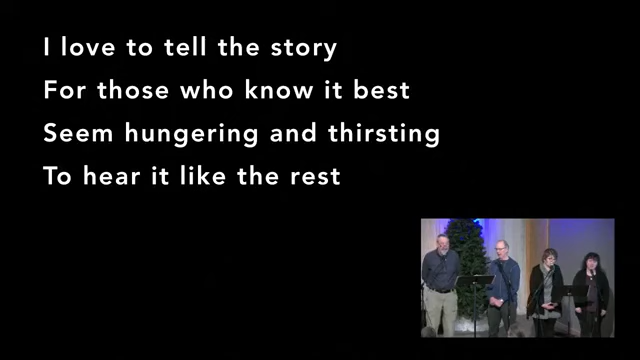 I love to tell the story
For those who know it best
Seem hungering and thirsting
To hear it like the rest